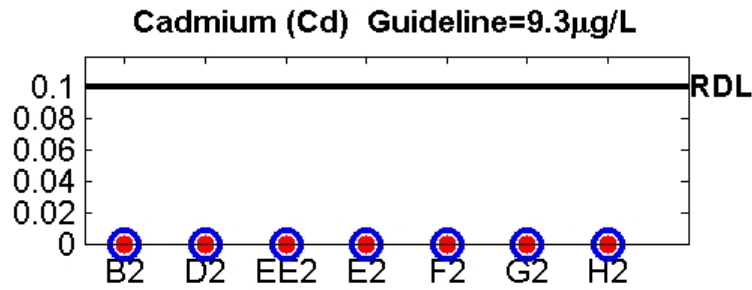 Cadmium (Cd)  Guideline=9.3μg/L
0.1
RDL
0.08
0.06
0.04
0.02
0
B2 D2 EE2 E2 F2 G2 H2